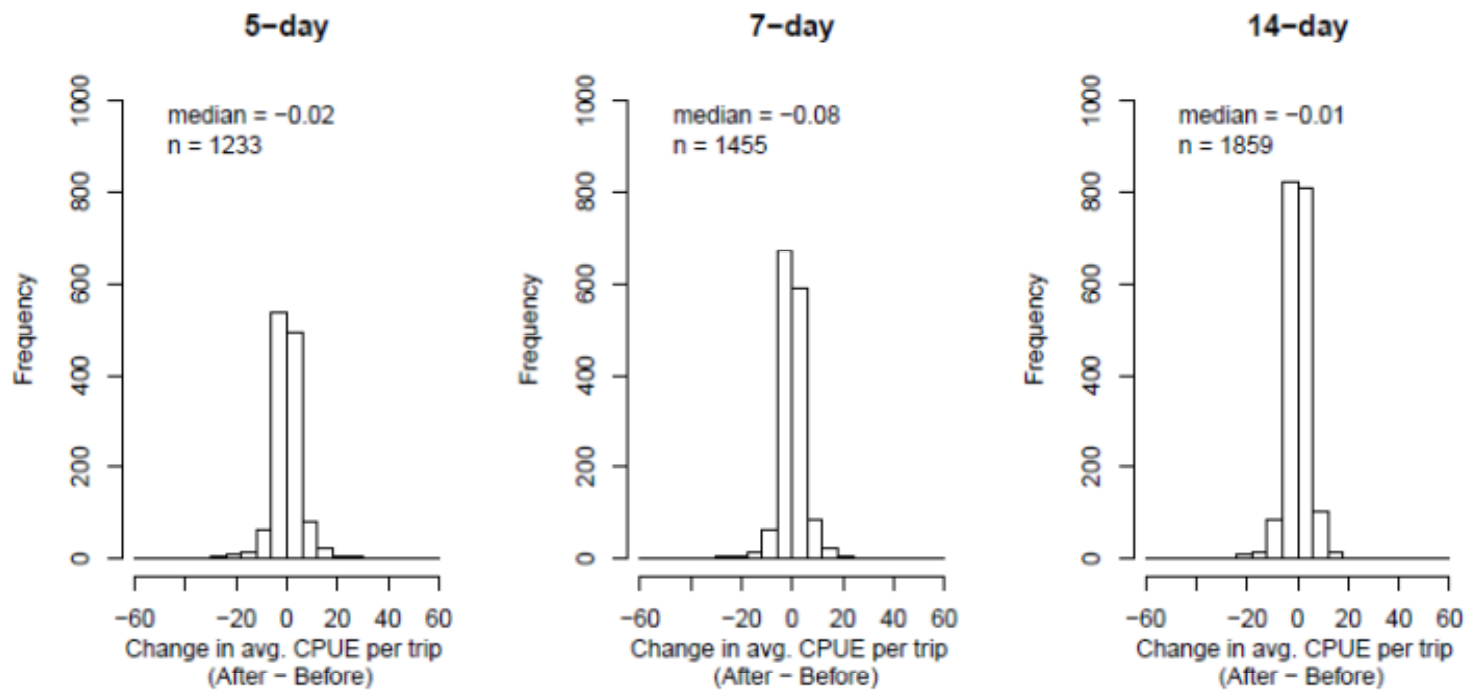 5−day
median = −0.02
n = 1233
Frequency
0
200
400
600
800
1000
−60
−20
0
20
40
60
Change in avg. CPUE per trip
(After − Before)
7−day
median = −0.08
n = 1455
Frequency
0
200
400
600
800
1000
−60
−20
0
20
40
60
Change in avg. CPUE per trip
(After − Before)
14−day
median = −0.01
n = 1859
Frequency
0
200
400
600
800
1000
−60
−20
0
20
40
60
Change in avg. CPUE per trip
(After − Before)